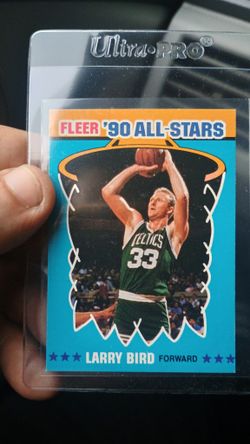 Ultra·PRO®
FLEER '90 ALL-STARS
CELTICS
33
LARRY BIRD FORWARD